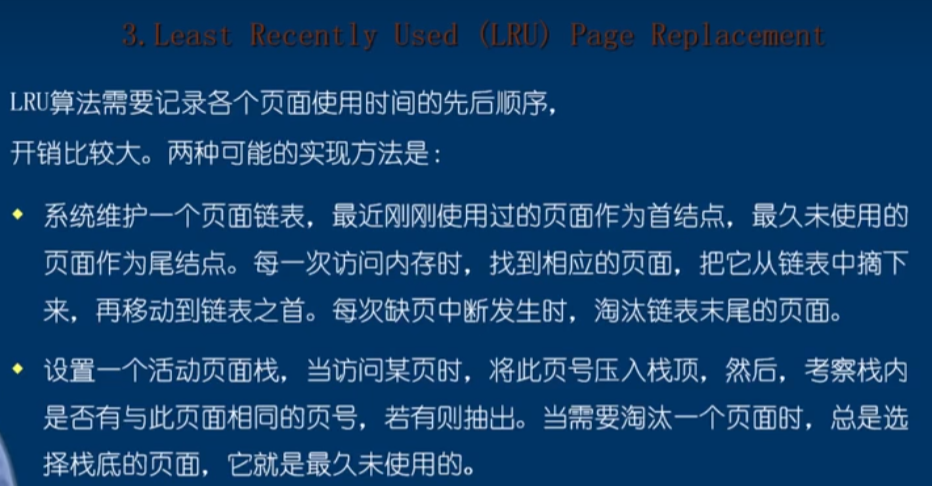 3.Least Recently Used (LRU) Page Replacement
LRU算法需要记录各个页面使用时间的先后顺序，
开销比较大。两种可能的实现方法是：
系统维护一个页面链表，最近刚刚使用过的页面作为首结点，最久未使用的
页面作为尾结点。每一次访问内存时，找到相应的页面，把它从链表中摘下
来，再移动到链表之首。每次缺页中断发生时，淘汰链表末尾的页面。
设置一个活动页面栈，当访问某页时，将此页号压入栈顶，然后，考察栈内
是否有与此页面相同的页号，若有则抽出。当需要淘汰一个页面时，总是选
择栈底的页面，它就是最久未使用的。